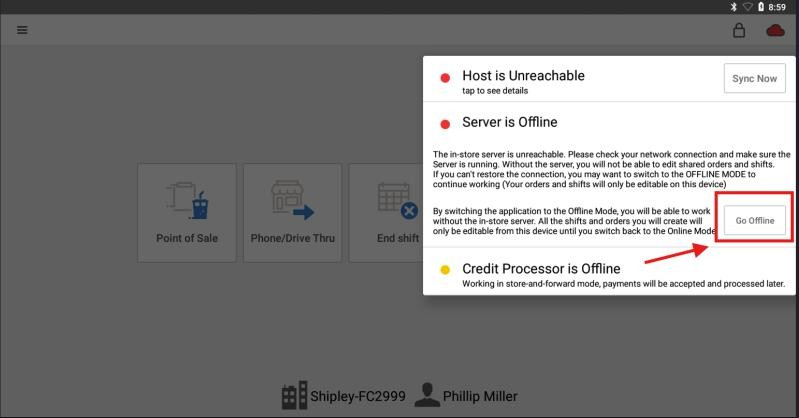 8:59
Host is Unreachable
tap to see details
Sync Now
Server is Offline
The in-store server is unreachable. Please check your network connection and make sure the
Server is running. Without the server, you will not be able to edit shared orders and shifts.
If you can't restore the connection, you may want to switch to the OFFLINE MODE to
continue working (Your orders and shifts will only be editable on this device)
By switching the application to the Offline Mode, you will be able to work
without the in-store server. All the shifts and orders you will create will
only be editable from this device until you switch back to the Online Mode
Go Offline
Credit Processor is Offline
Working in store-and-forward mode, payments will be accepted and processed later.
Point of Sale
Phone/Drive Thru
End shift
Shipley-FC2999
Phillip Miller